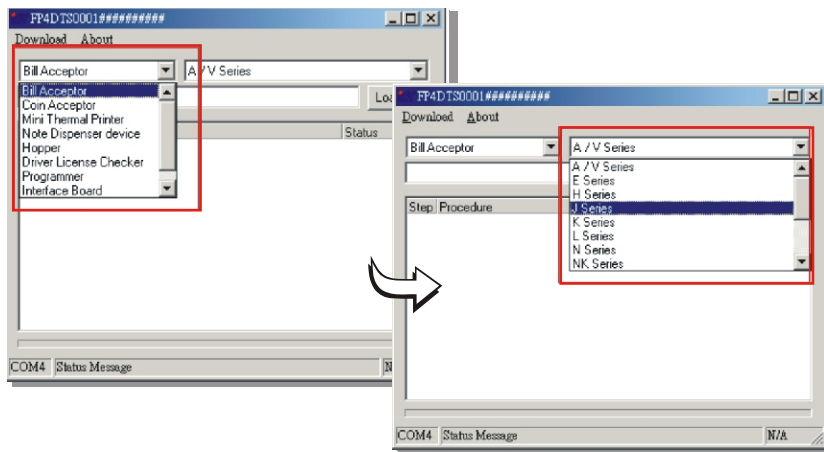 FP4DTS0001##########
Download About
Bill Acceptor A / V Series
Bill Acceptor
Coin Acceptor
Mini Thermal Printer
Note Dispenser device
Hopper
Driver License Checker
Programmer
Interface Board
Status
COM4 Status Message
FP4DTS0001##########
Download About
Bill Acceptor A / V Series
A / V Series
E Series
H Series
J Series
K Series
L Series
N Series
NK Series
Step Procedure
COM4 Status Message N/A